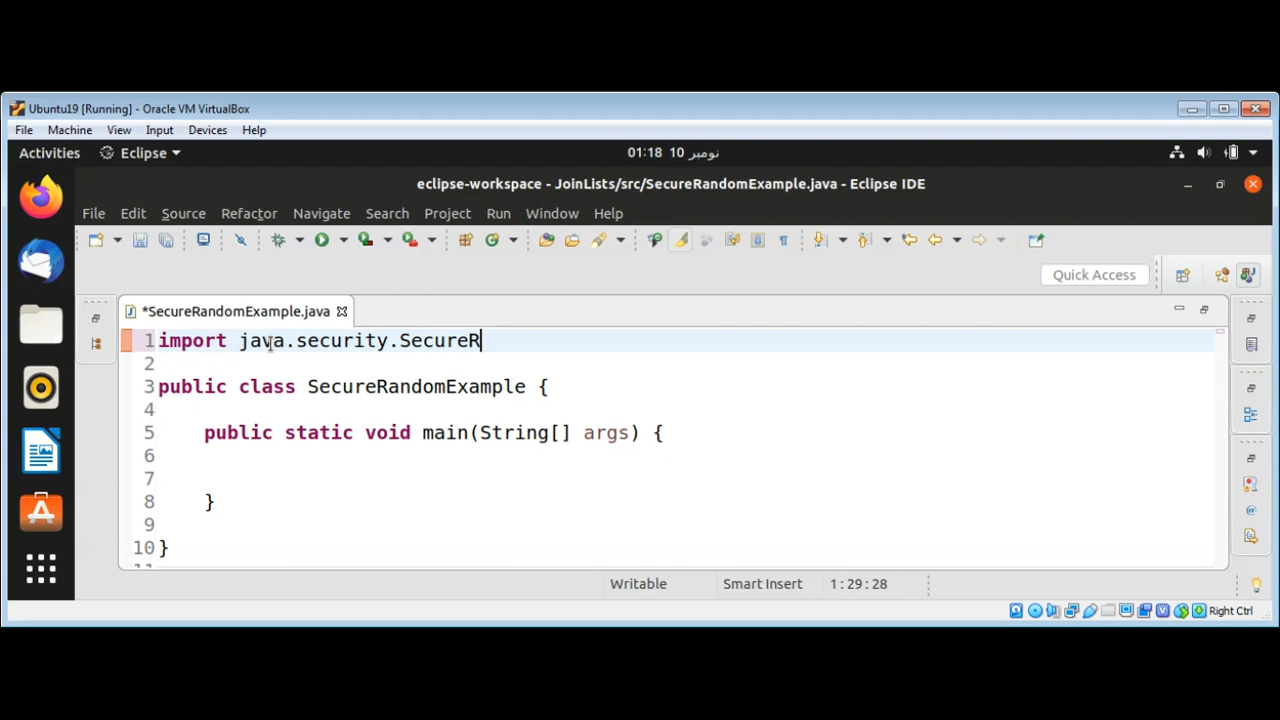 Ubuntu19 [Running] - Oracle VM VirtualBox
File Machine View Input Devices Help
Activities Eclipse 01:18 10 نومبر
eclipse-workspace - JoinLists/src/SecureRandomExample.java - Eclipse IDE
File Edit Source Refactor Navigate Search Project Run Window Help
Quick Access
*SecureRandomExample.java
1 import java.security.SecureR
2
3 public class SecureRandomExample {
4
5 public static void main(String[] args) {
6
7
8 }
9
10 }
Writable Smart Insert 1:29:28
Right Ctrl